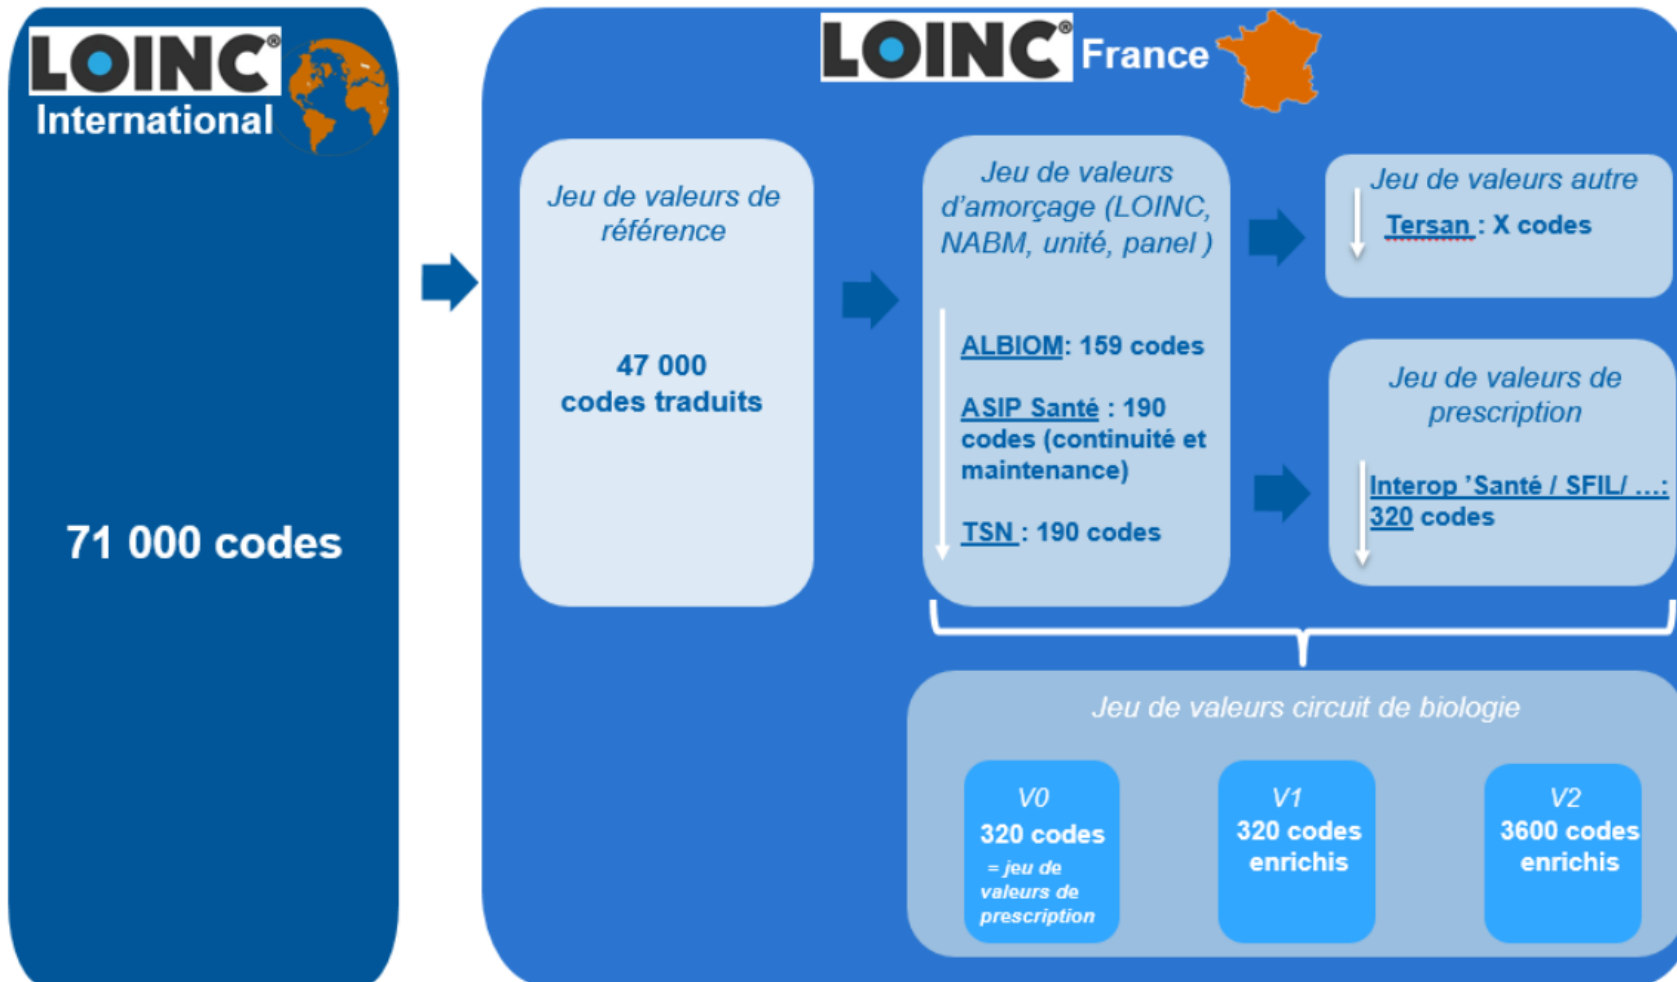 LOINC®
International
71 000 codes
LOINC® France
Jeu de valeurs de
référence
47 000
codes traduits
Jeu de valeurs
d'amorçage (LOINC,
NABM, unité, panel )
ALBIOM: 159 codes
ASIP Santé : 190
codes (continuité et
maintenance)
TSN : 190 codes
Jeu de valeurs autre
Tersan : X codes
Jeu de valeurs de
prescription
Interop 'Santé / SFIL/ ...:
320 codes
Jeu de valeurs circuit de biologie
V0
320 codes
= jeu de
valeurs de
prescription
V1
320 codes
enrichis
V2
3600 codes
enrichis